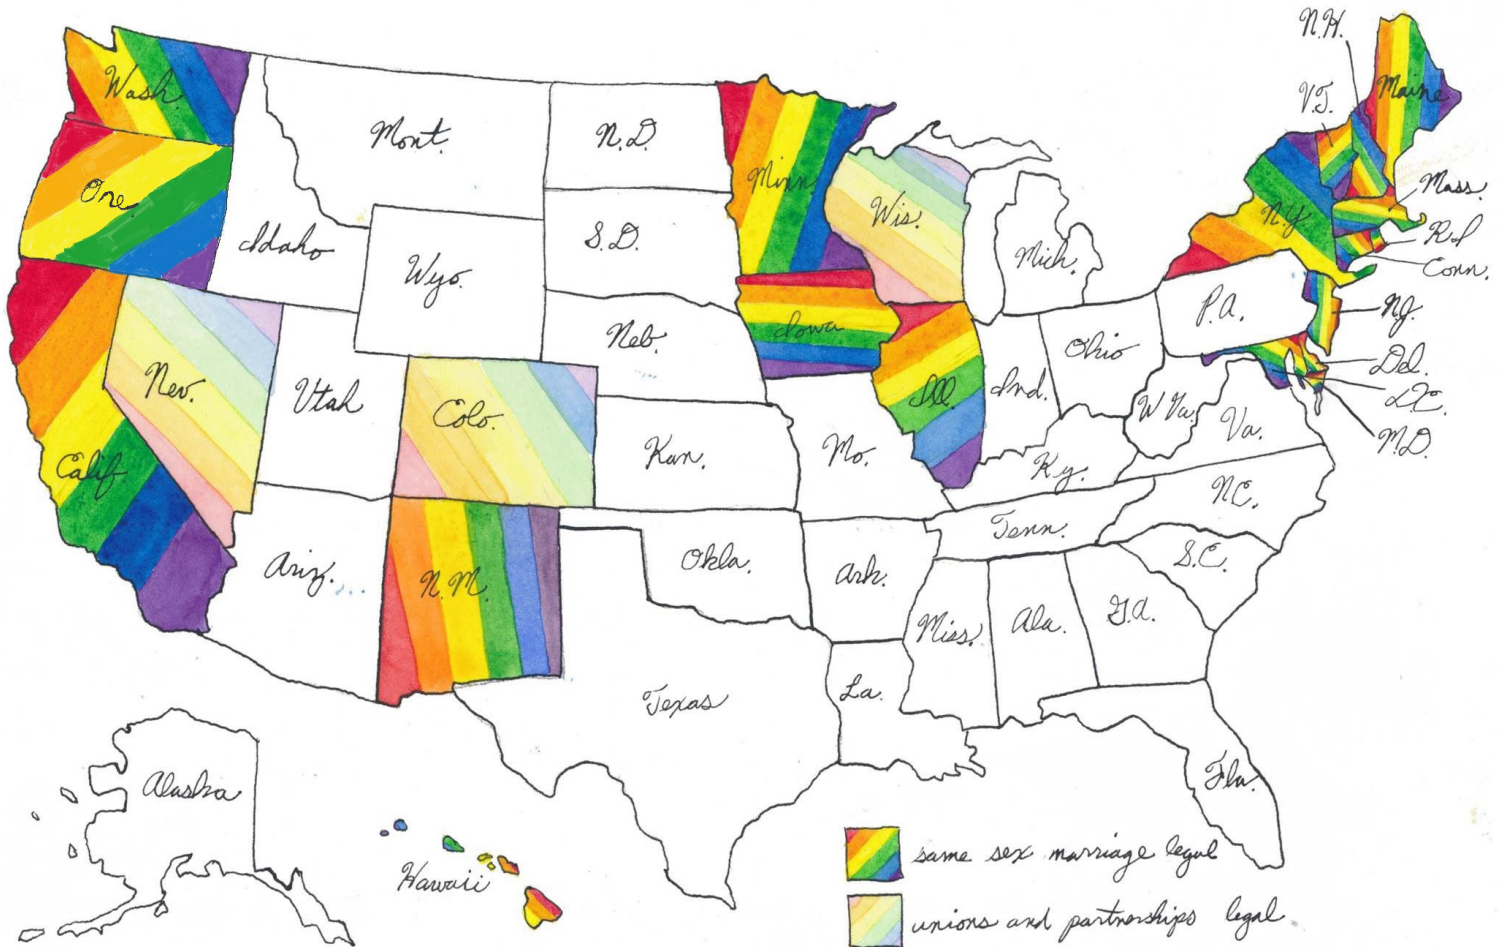 N.H.
Wash
Maine
V.T.
Mont.
N.D.
Minn.
Ore.
Mass.
Wis.
N.Y.
S.D.
R.I.
Idaho
Mich.
Conn.
Wyo.
P.A.
N.J.
Iowa
Neb.
Ohio
Del.
Nev.
Utah
Ill.
Ind.
D.C.
Colo.
W Va.
Va.
M.D.
Calif.
Kan.
Mo.
Ky.
N.C.
Tenn.
S.C.
Ariz.
N.M.
Okla.
Ark.
Miss.
Ala.
G.A.
Texas
La.
Alaska
Fla.
Hawaii
same sex marriage legal
unions and partnerships legal